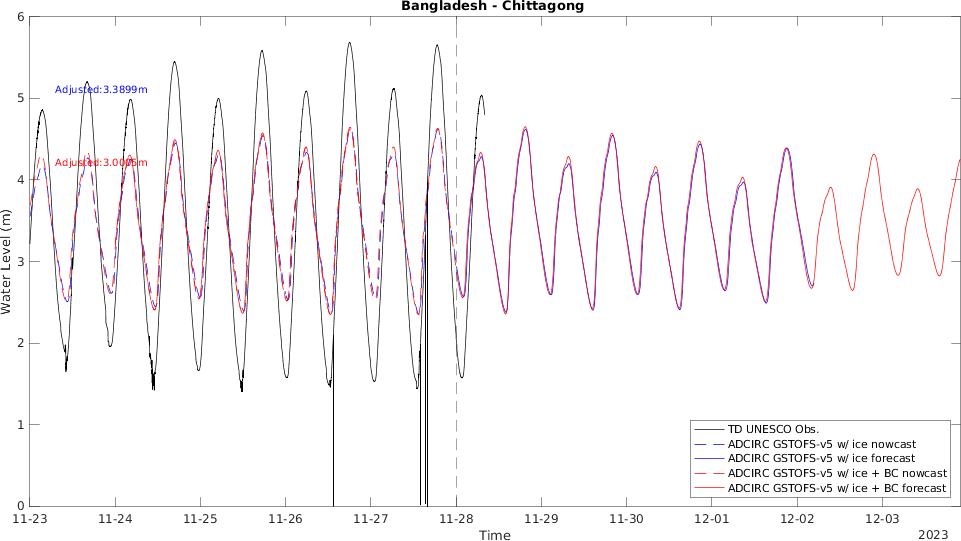 Bangladesh - Chittagong
6
5
4
3
2
1
0
Water Level (m)
Adjusted:3.3899m
Adjusted:3.0005m
TD UNESCO Obs.
ADCIRC GSTOFS-v5 w/ ice nowcast
ADCIRC GSTOFS-v5 w/ ice forecast
ADCIRC GSTOFS-v5 w/ ice + BC nowcast
ADCIRC GSTOFS-v5 w/ ice + BC forecast
11-23 11-24 11-25 11-26 11-27 11-28 11-29 11-30 12-01 12-02 12-03
Time
2023